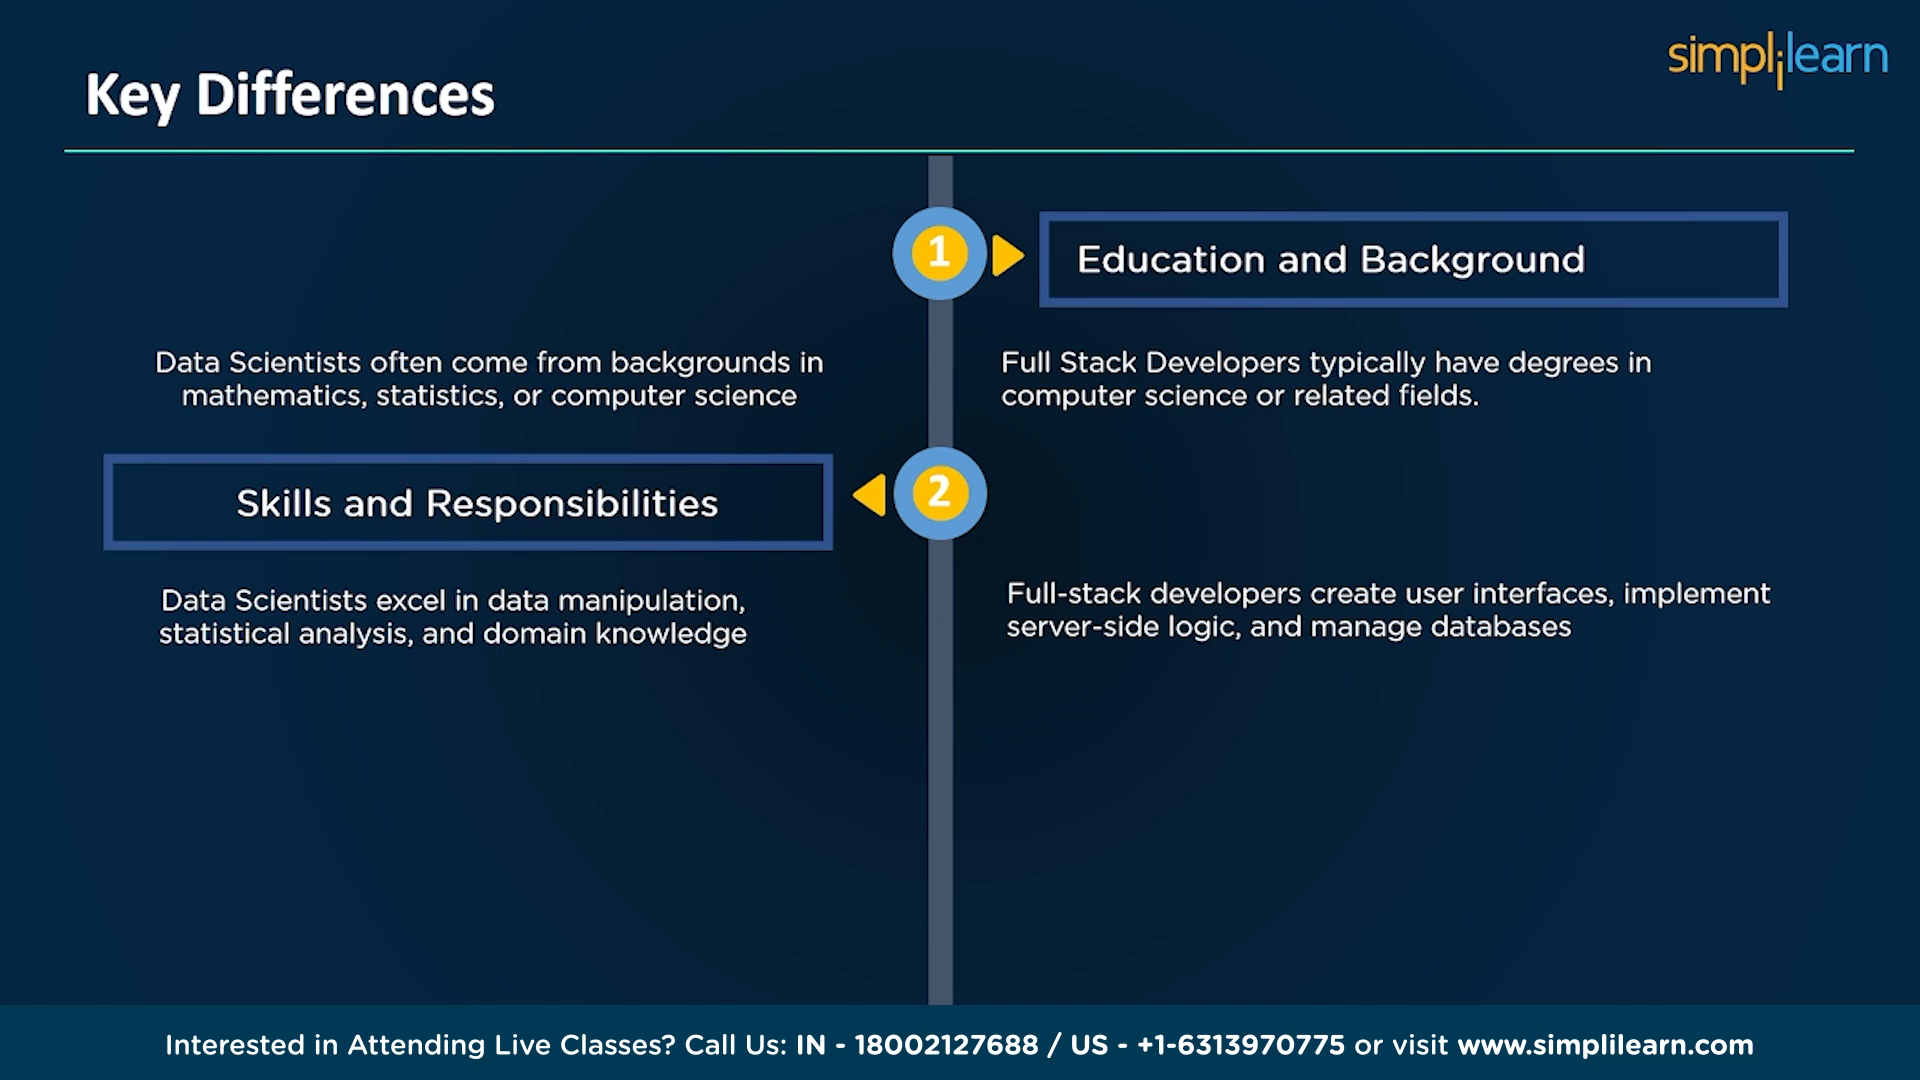 simplilearn
Key Differences
1
Education and Background
Data Scientists often come from backgrounds in
mathematics, statistics, or computer science
Full Stack Developers typically have degrees in
computer science or related fields.
2
Skills and Responsibilities
Data Scientists excel in data manipulation,
statistical analysis, and domain knowledge
Full-stack developers create user interfaces, implement
server-side logic, and manage databases
Interested in Attending Live Classes? Call Us: IN - 18002127688 / US - +1-6313970775 or visit www.simplilearn.com